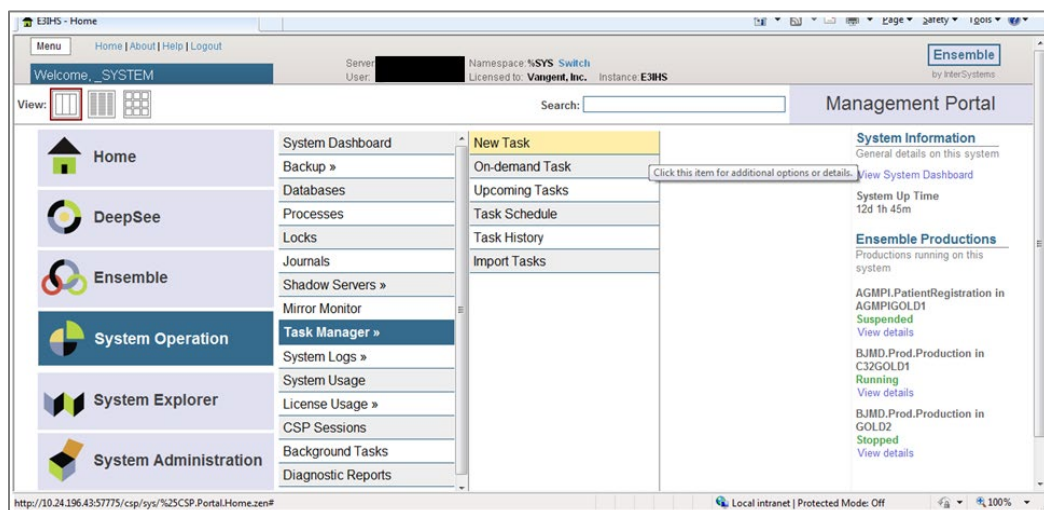 E3IHS - Home
Page Safety Tools
Menu Home | About | Help | Logout
Server
Namespace: %SYS Switch
User:
Licensed to: Vangent, Inc. Instance: E3IHS
Ensemble
by InterSystems
Welcome, _SYSTEM
View:
Search:
Management Portal
Home
DeepSee
Ensemble
System Operation
System Explorer
System Administration
System Dashboard
Backup »
Databases
Processes
Locks
Journals
Shadow Servers »
Mirror Monitor
Task Manager »
System Logs »
System Usage
License Usage »
CSP Sessions
Background Tasks
Diagnostic Reports
New Task
On-demand Task
Upcoming Tasks
Task Schedule
Task History
Import Tasks
Click this item for additional options or details.
System Information
General details on this system
View System Dashboard
System Up Time
12d 1h 45m
Ensemble Productions
Productions running on this
system
AGMPI.PatientRegistration in
AGMPIGOLD1
Suspended
View details
BJMD.Prod.Production in
C32GOLD1
Running
View details
BJMD.Prod.Production in
GOLD2
Stopped
View details
http://10.24.196.43:57775/csp/sys/%25CSP.Portal.Home.zen#
Local intranet | Protected Mode: Off
100%